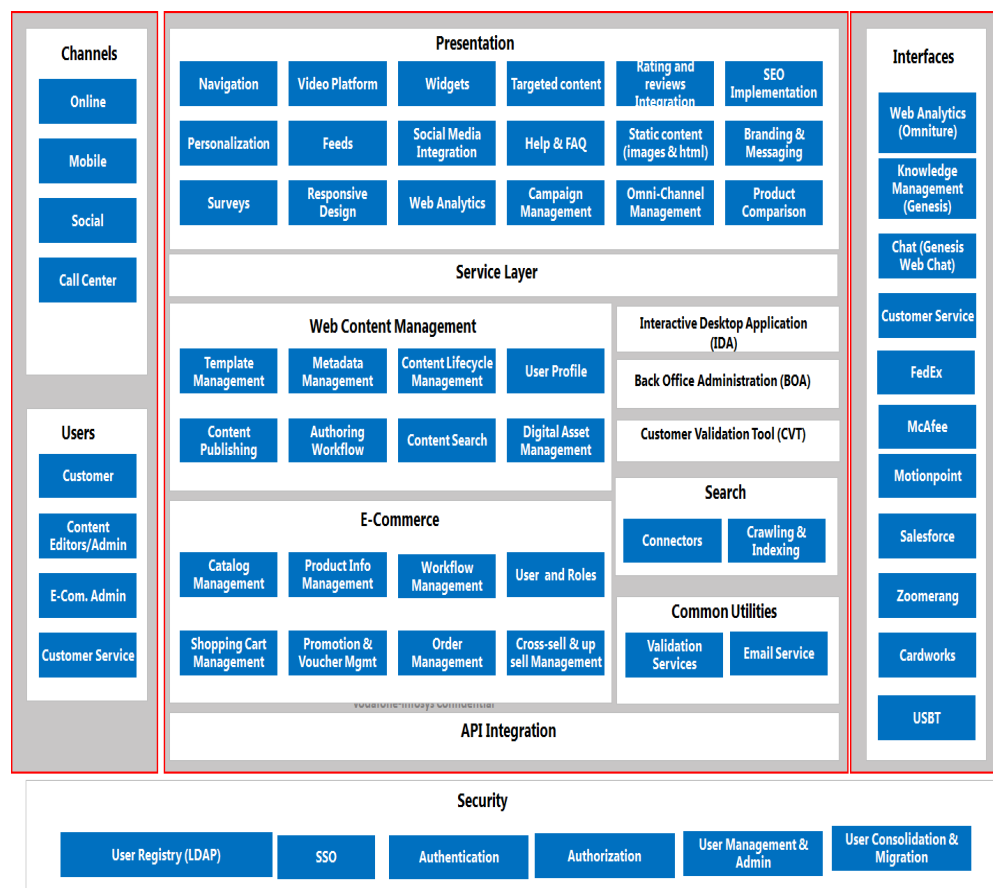 Channels
Online
Mobile
Social
Call Center
Users
Customer
Content
Editors/Admin
E-Com. Admin
Customer Service
Presentation
Navigation
Video Platform
Widgets
Targeted content
Rating and
reviews
Integration
SEO
Implementation
Personalization
Feeds
Social Media
Integration
Help & FAQ
Static content
(images & html)
Branding &
Messaging
Surveys
Responsive
Design
Web Analytics
Campaign
Management
Omni-Channel
Management
Product
Comparison
Service Layer
Web Content Management
Template
Management
Metadata
Management
Content Lifecycle
Management
User Profile
Content
Publishing
Authoring
Workflow
Content Search
Digital Asset
Management
Interactive Desktop Application
(IDA)
Back Office Administration (BOA)
Customer Validation Tool (CVT)
Search
Connectors
Crawling &
Indexing
E-Commerce
Catalog
Management
Product Info
Management
Workflow
Management
User and Roles
Shopping Cart
Management
Promotion &
Voucher Mgmt
Order
Management
Cross-sell & up
sell Management
Common Utilities
Validation
Services
Email Service
Vodafone-Infosys confidential
API Integration
Interfaces
Web Analytics
(Omniture)
Knowledge
Management
(Genesis)
Chat (Genesis
Web Chat)
Customer Service
FedEx
McAfee
Motionpoint
Salesforce
Zoomerang
Cardworks
USBT
Security
User Registry (LDAP)
SSO
Authentication
Authorization
User Management &
Admin
User Consolidation &
Migration